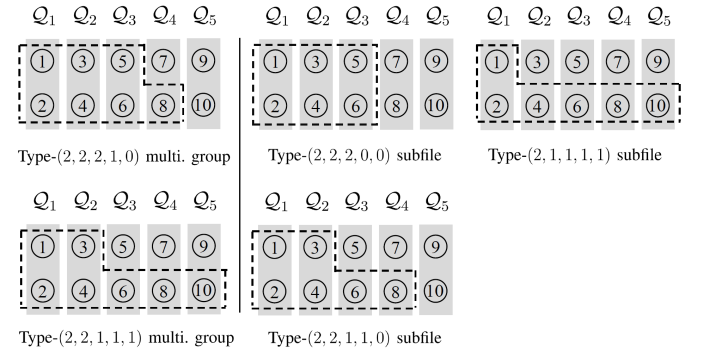 𝒬₁ 𝒬₂ 𝒬₃ 𝒬₄ 𝒬₅ 𝒬₁ 𝒬₂ 𝒬₃ 𝒬₄ 𝒬₅ 𝒬₁ 𝒬₂ 𝒬₃ 𝒬₄ 𝒬₅
1 3 5 7 9 1 3 5 7 9 1 3 5 7 9
2 4 6 8 10 2 4 6 8 10 2 4 6 8 10
Type-(2, 2, 2, 1, 0) multi. group Type-(2, 2, 2, 0, 0) subfile Type-(2, 1, 1, 1, 1) subfile
𝒬₁ 𝒬₂ 𝒬₃ 𝒬₄ 𝒬₅ 𝒬₁ 𝒬₂ 𝒬₃ 𝒬₄ 𝒬₅
1 3 5 7 9 1 3 5 7 9
2 4 6 8 10 2 4 6 8 10
Type-(2, 2, 1, 1, 1) multi. group Type-(2, 2, 1, 1, 0) subfile